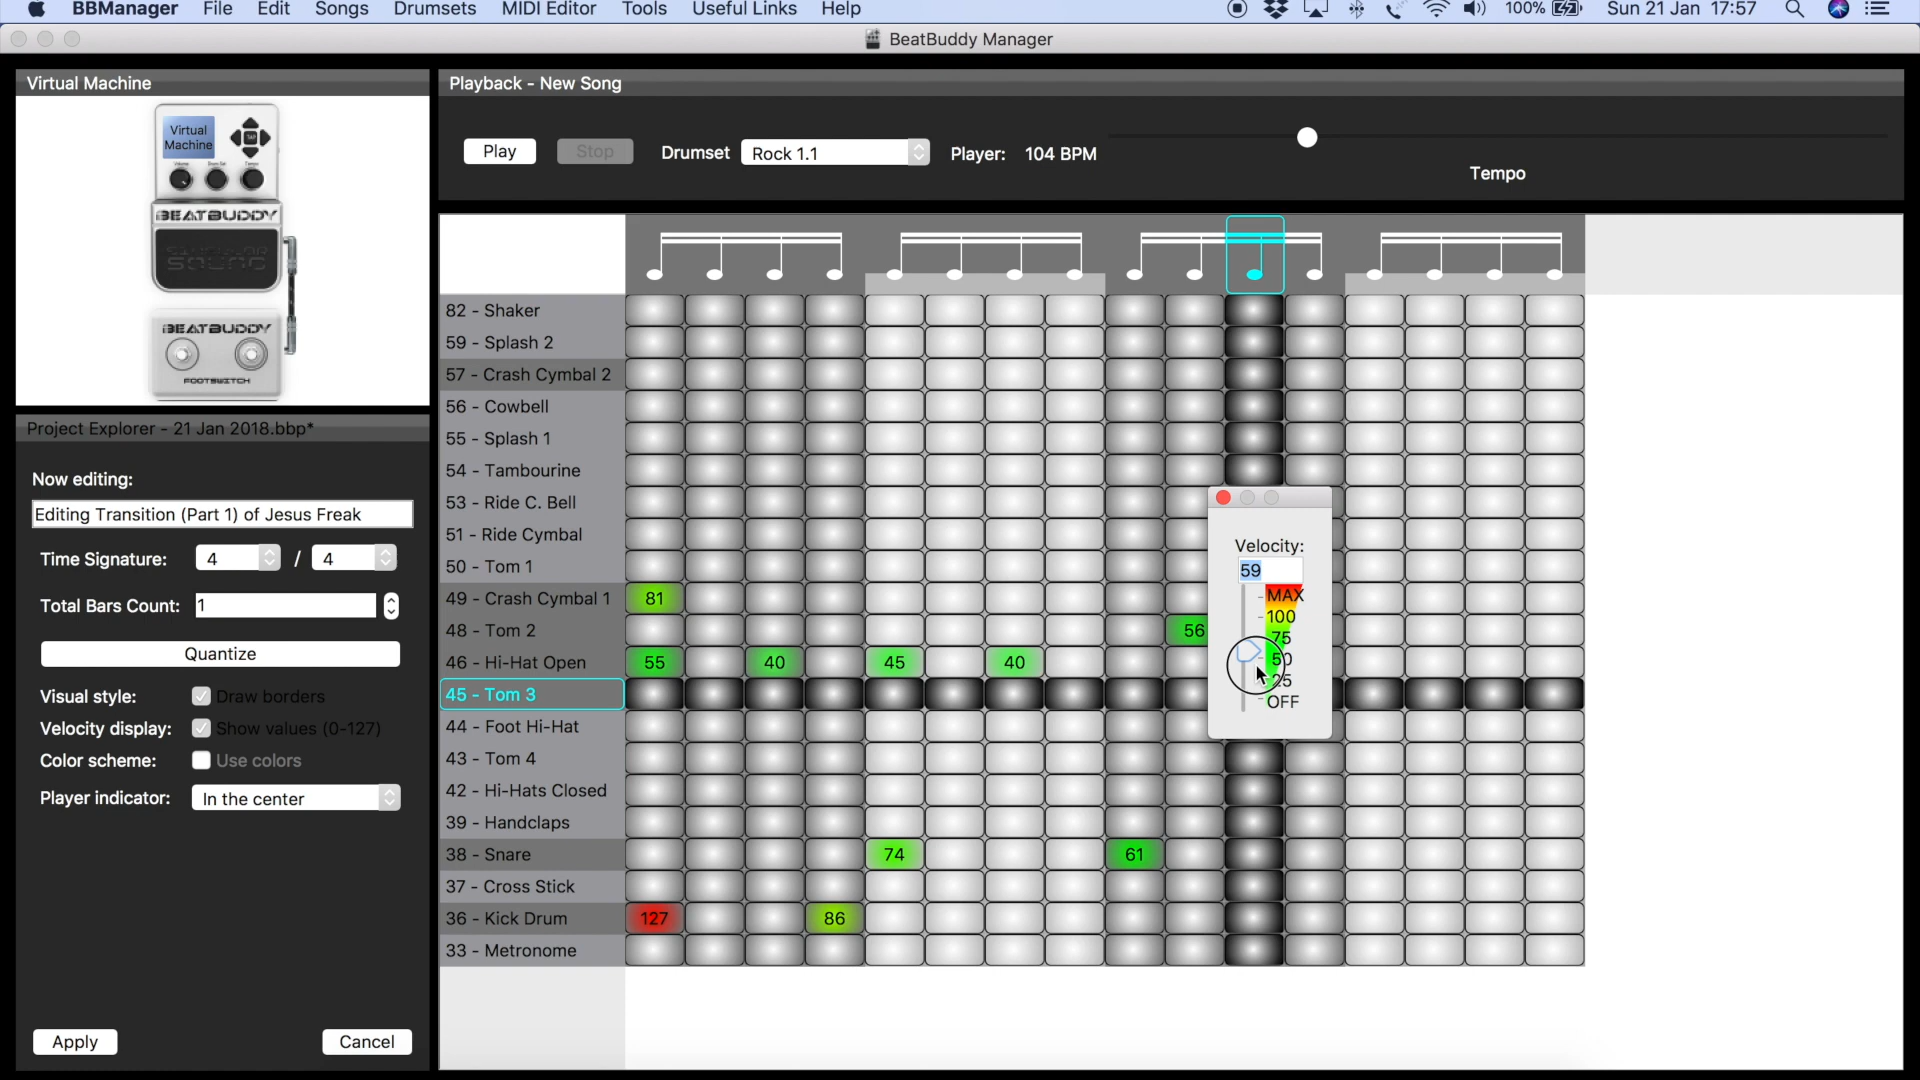 BBManager File Edit Songs Drumsets MIDI Editor Tools Useful Links Help 100% Sun 21 Jan 17:57
BeatBuddy Manager
Virtual Machine
Virtual
Machine
Volume Drum Set Tempo
TAP
BEATBUDDY
SINGULAR
SOUND
BEATBUDDY
FOOTSWITCH
Playback - New Song
Play Stop Drumset Rock 1.1 Player: 104 BPM
Tempo
Project Explorer - 21 Jan 2018.bbp*
Now editing:
Editing Transition (Part 1) of Jesus Freak
Time Signature: 4 / 4
Total Bars Count: 1
Quantize
Visual style: Draw borders
Velocity display: Show values (0-127)
Color scheme: Use colors
Player indicator: In the center
Apply Cancel
82 - Shaker
59 - Splash 2
57 - Crash Cymbal 2
56 - Cowbell
55 - Splash 1
54 - Tambourine
53 - Ride C. Bell
51 - Ride Cymbal
50 - Tom 1
49 - Crash Cymbal 1 81
48 - Tom 2 56
46 - Hi-Hat Open 55 40 45 40
45 - Tom 3
44 - Foot Hi-Hat
43 - Tom 4
42 - Hi-Hats Closed
39 - Handclaps
38 - Snare 74 61
37 - Cross Stick
36 - Kick Drum 127 86
33 - Metronome
Velocity:
59
MAX
100
75
50
25
OFF